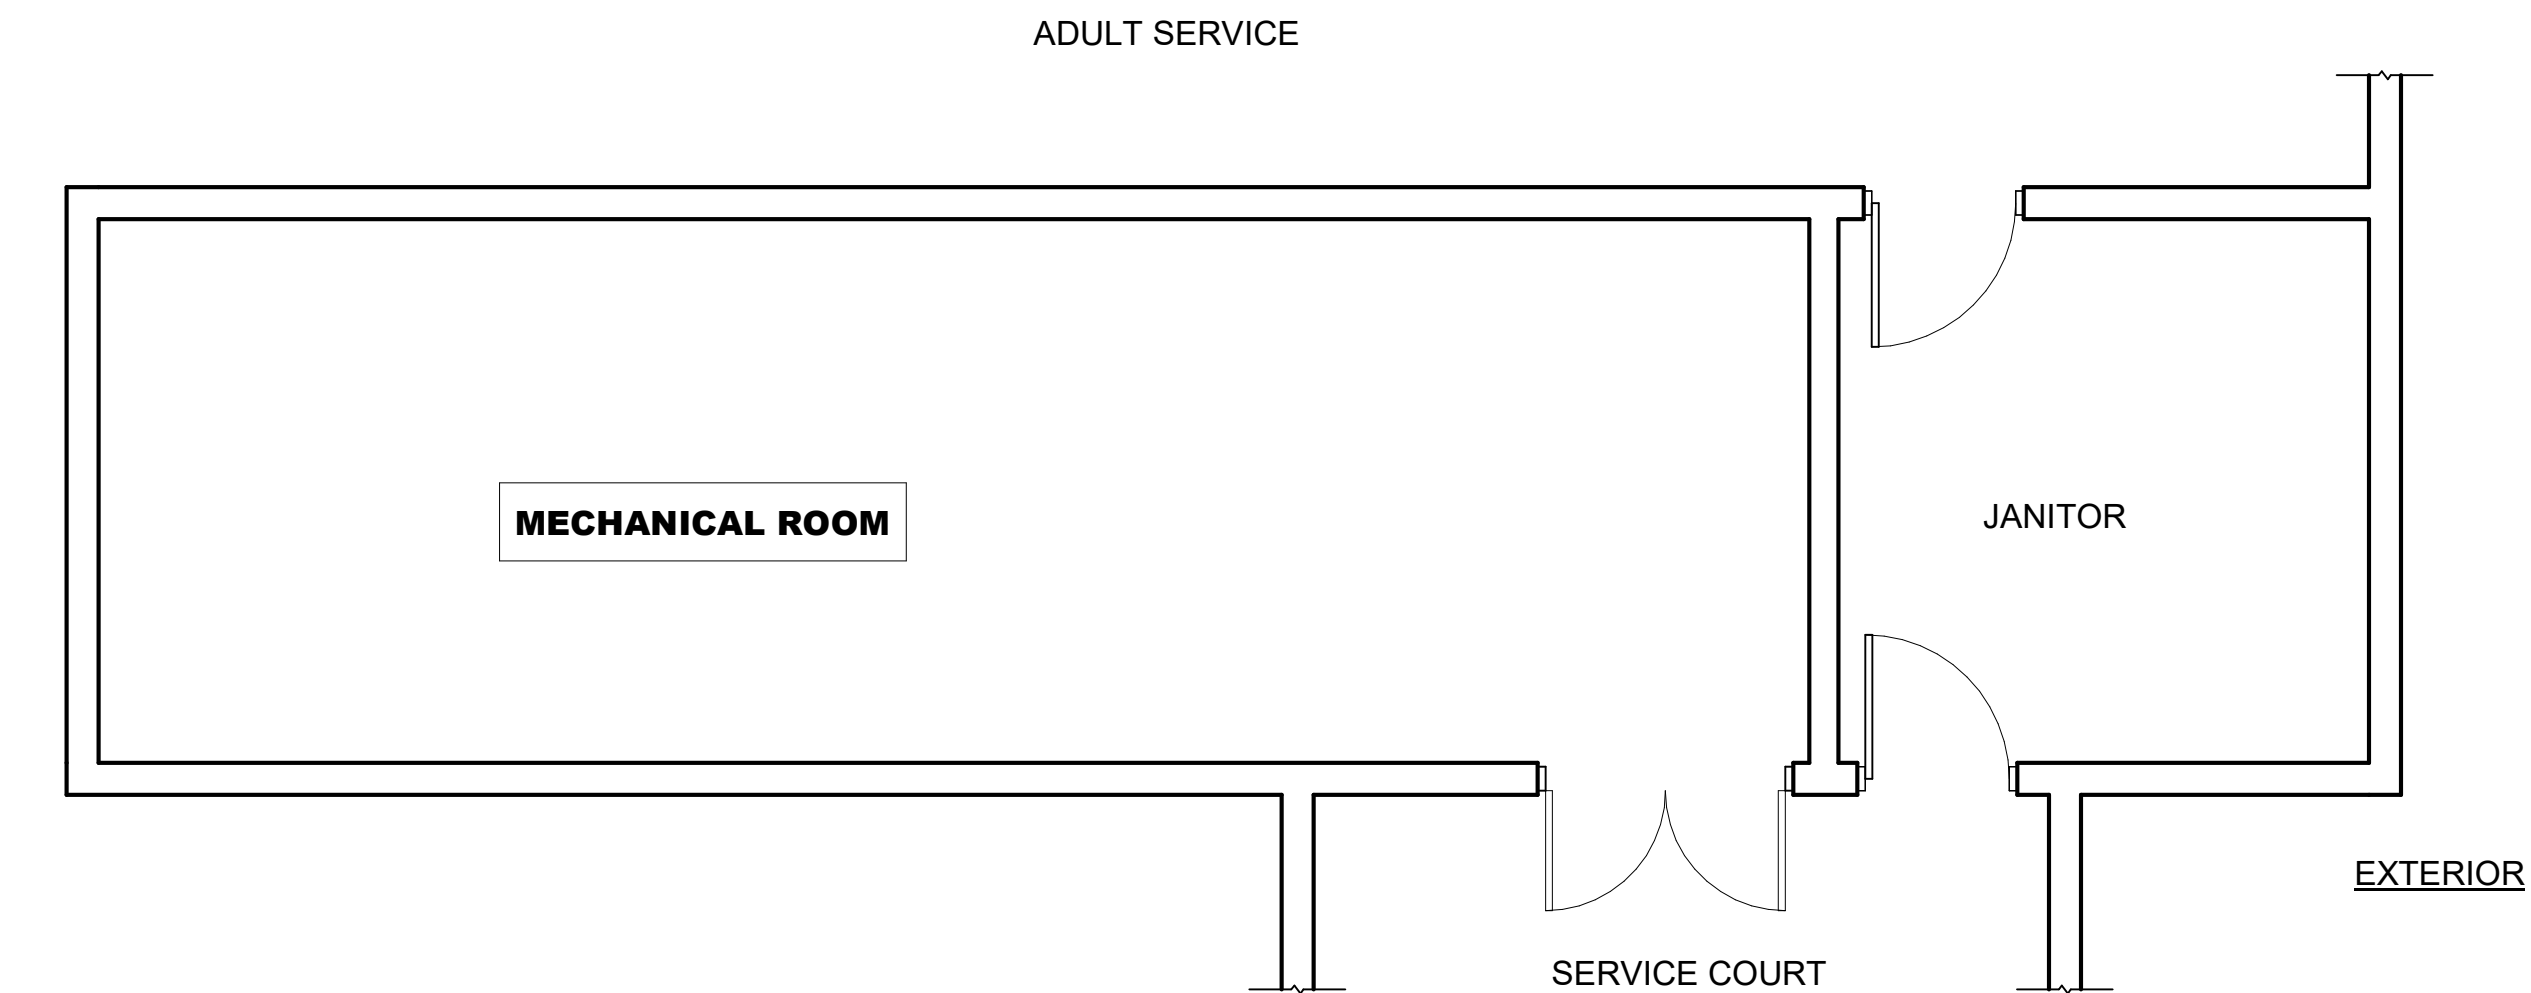 ADULT SERVICE
MECHANICAL ROOM
JANITOR
EXTERIOR
SERVICE COURT